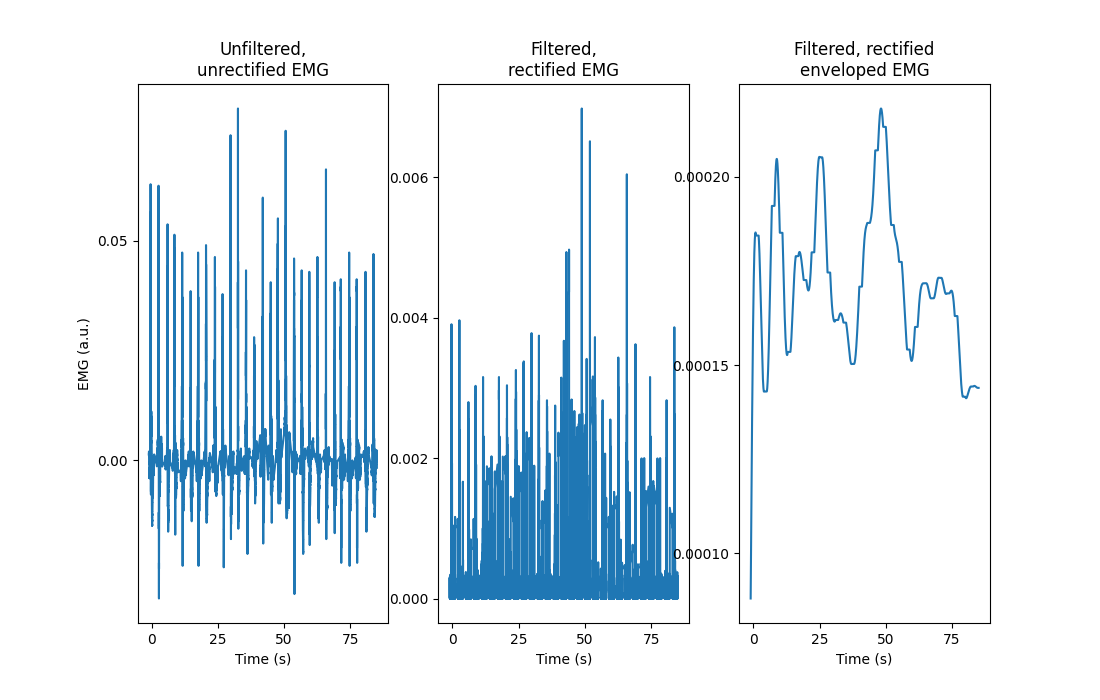 Unfiltered,
unrectified EMG
Filtered,
rectified EMG
Filtered, rectified
enveloped EMG
EMG (a.u.)
0.05
0.00
0.006
0.004
0.002
0.000
0.00020
0.00015
0.00010
0 25 50 75
0 25 50 75
0 25 50 75
Time (s)
Time (s)
Time (s)